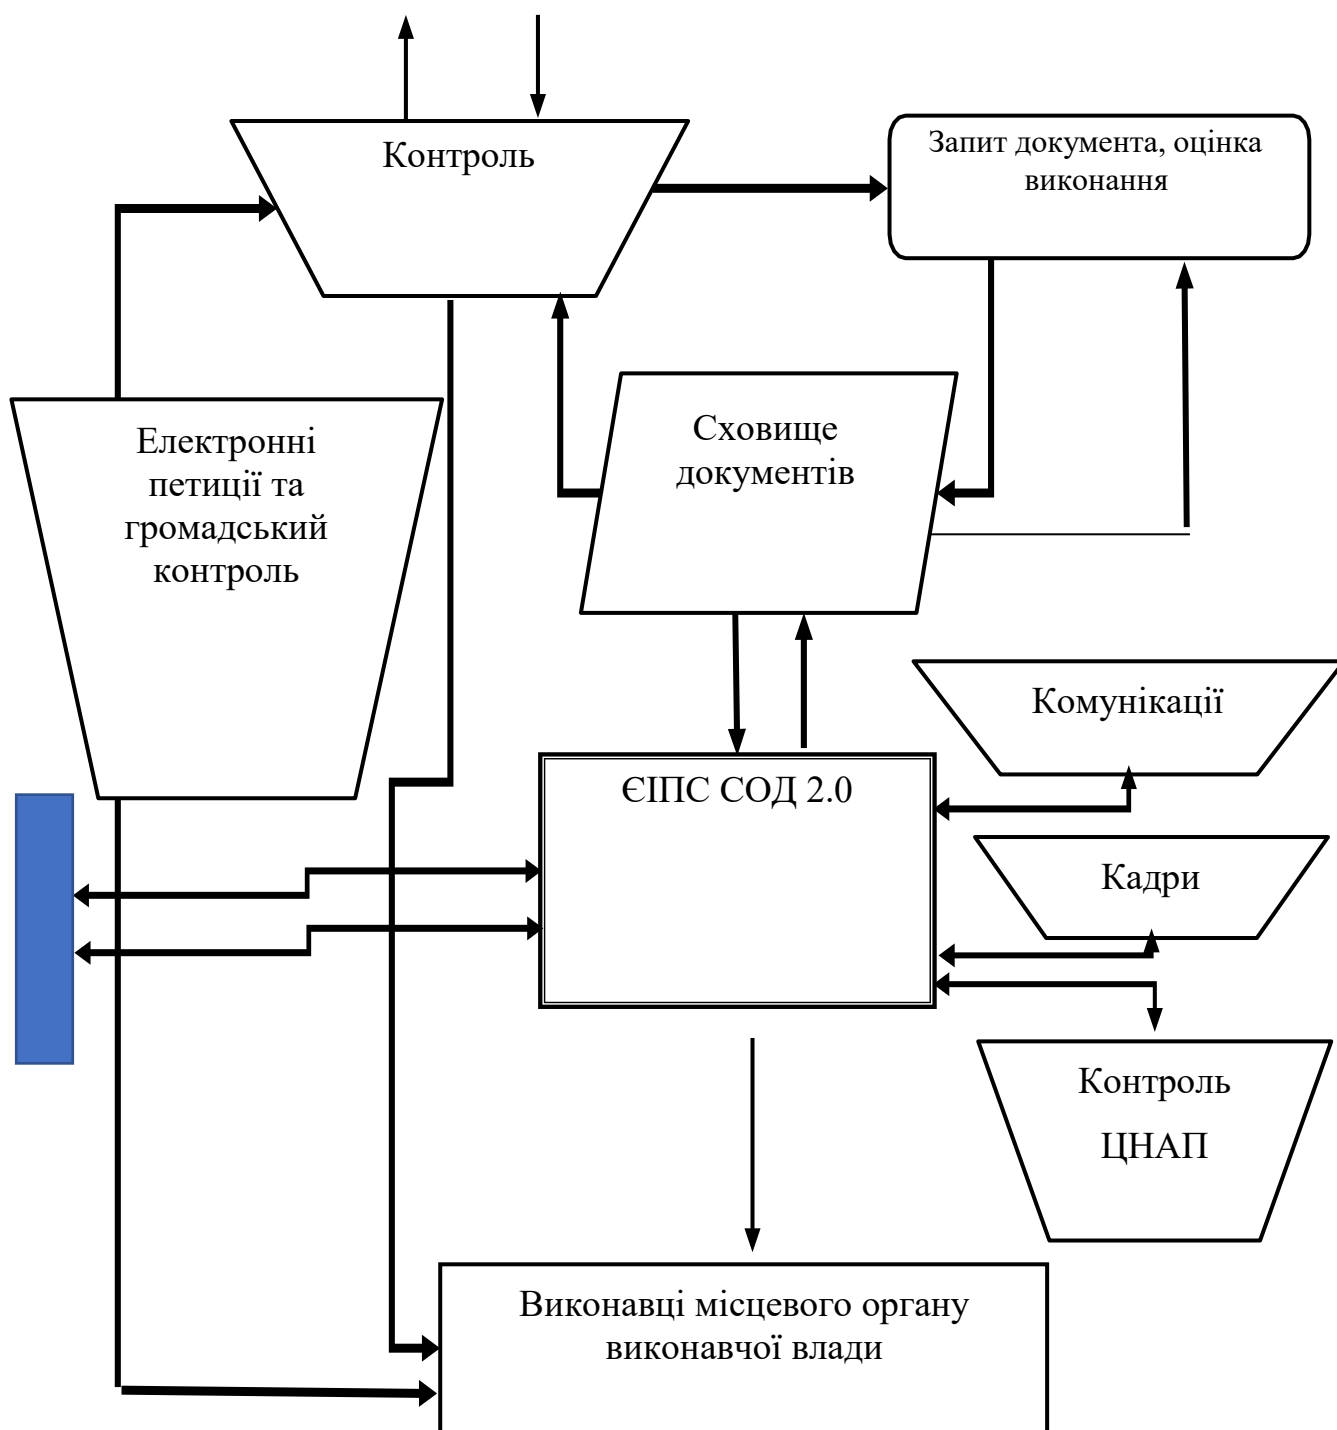 Контроль
Запит документа, оцінка
виконання
Електронні
петиції та
громадський
контроль
Сховище
документів
Комунікації
ЄІПС СОД 2.0
Кадри
Контроль
ЦНАП
Виконавці місцевого органу
виконавчої влади